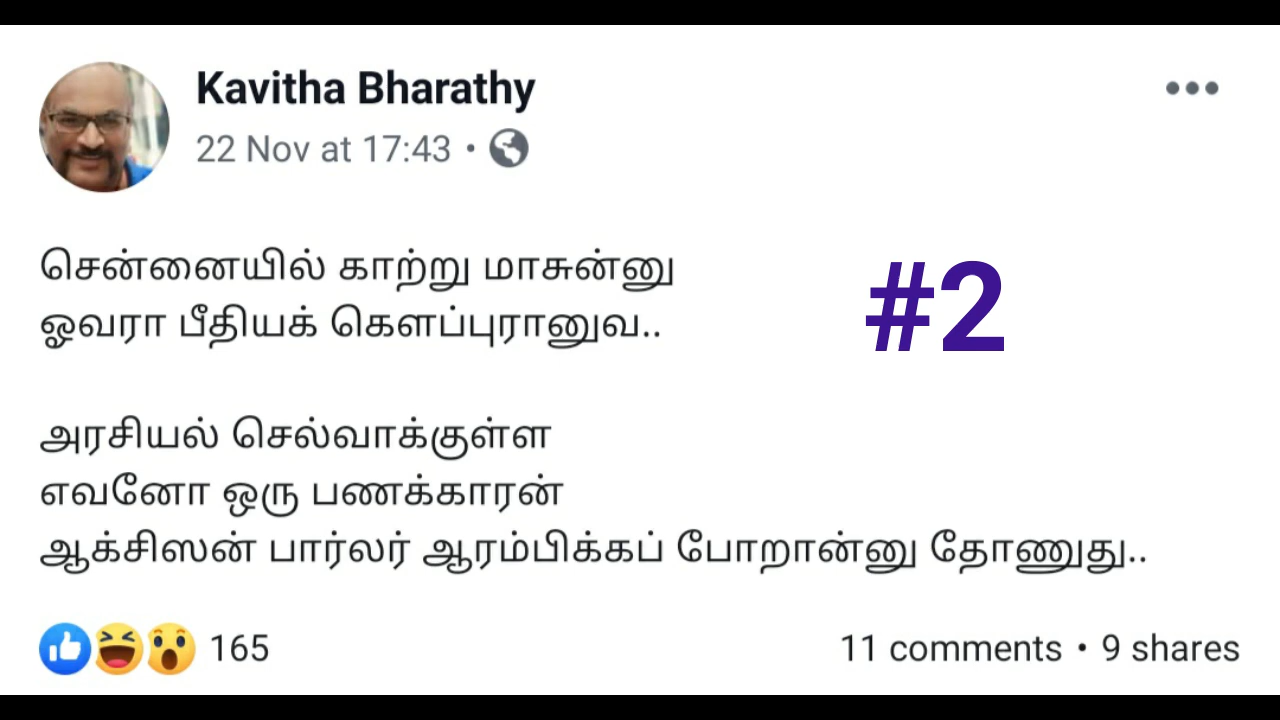 Kavitha Bharathy
22 Nov at 17:43
சென்னையில் காற்று மாசுன்னு
ஓவரா பீதியக் கெளப்புரானுவ..
#2
அரசியல் செல்வாக்குள்ள
எவனோ ஒரு பணக்காரன்
ஆக்சிஸன் பார்லர் ஆரம்பிக்கப் போறான்னு தோணுது..
165
11 comments • 9 shares